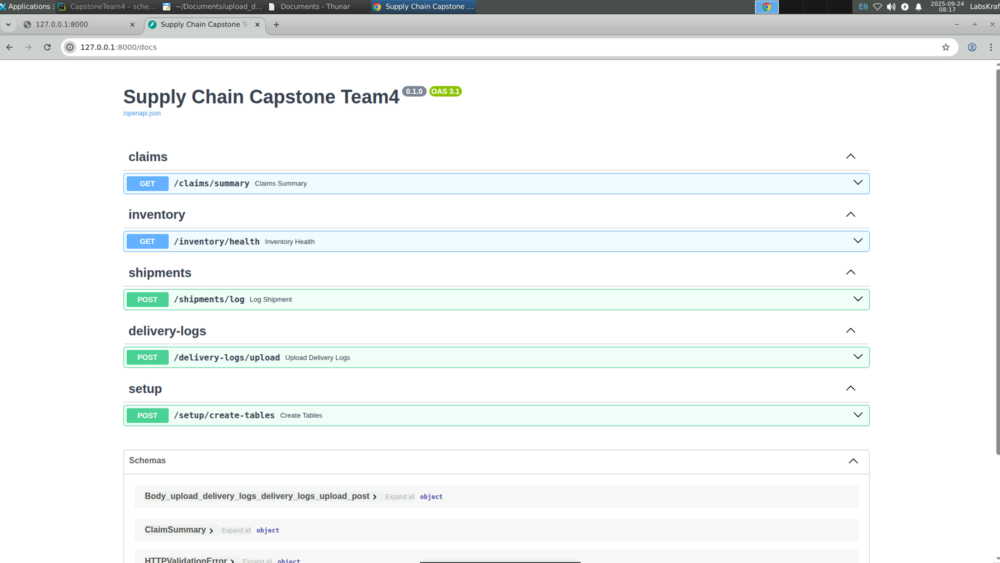 Applications
CapstoneTeam4 – sche...
~/Documents/upload_d...
Documents - Thunar
Supply Chain Capstone ...
EN
2025-09-24
08:17
LabsKraf
127.0.0.1:8000
Supply Chain Capstone Te
127.0.0.1:8000/docs
Supply Chain Capstone Team4 0.1.0 OAS 3.1
/openapi.json
claims
GET /claims/summary Claims Summary
inventory
GET /inventory/health Inventory Health
shipments
POST /shipments/log Log Shipment
delivery-logs
POST /delivery-logs/upload Upload Delivery Logs
setup
POST /setup/create-tables Create Tables
Schemas
Body_upload_delivery_logs_delivery_logs_upload_post Expand all object
ClaimSummary Expand all object
HTTPValidationError Expand all object